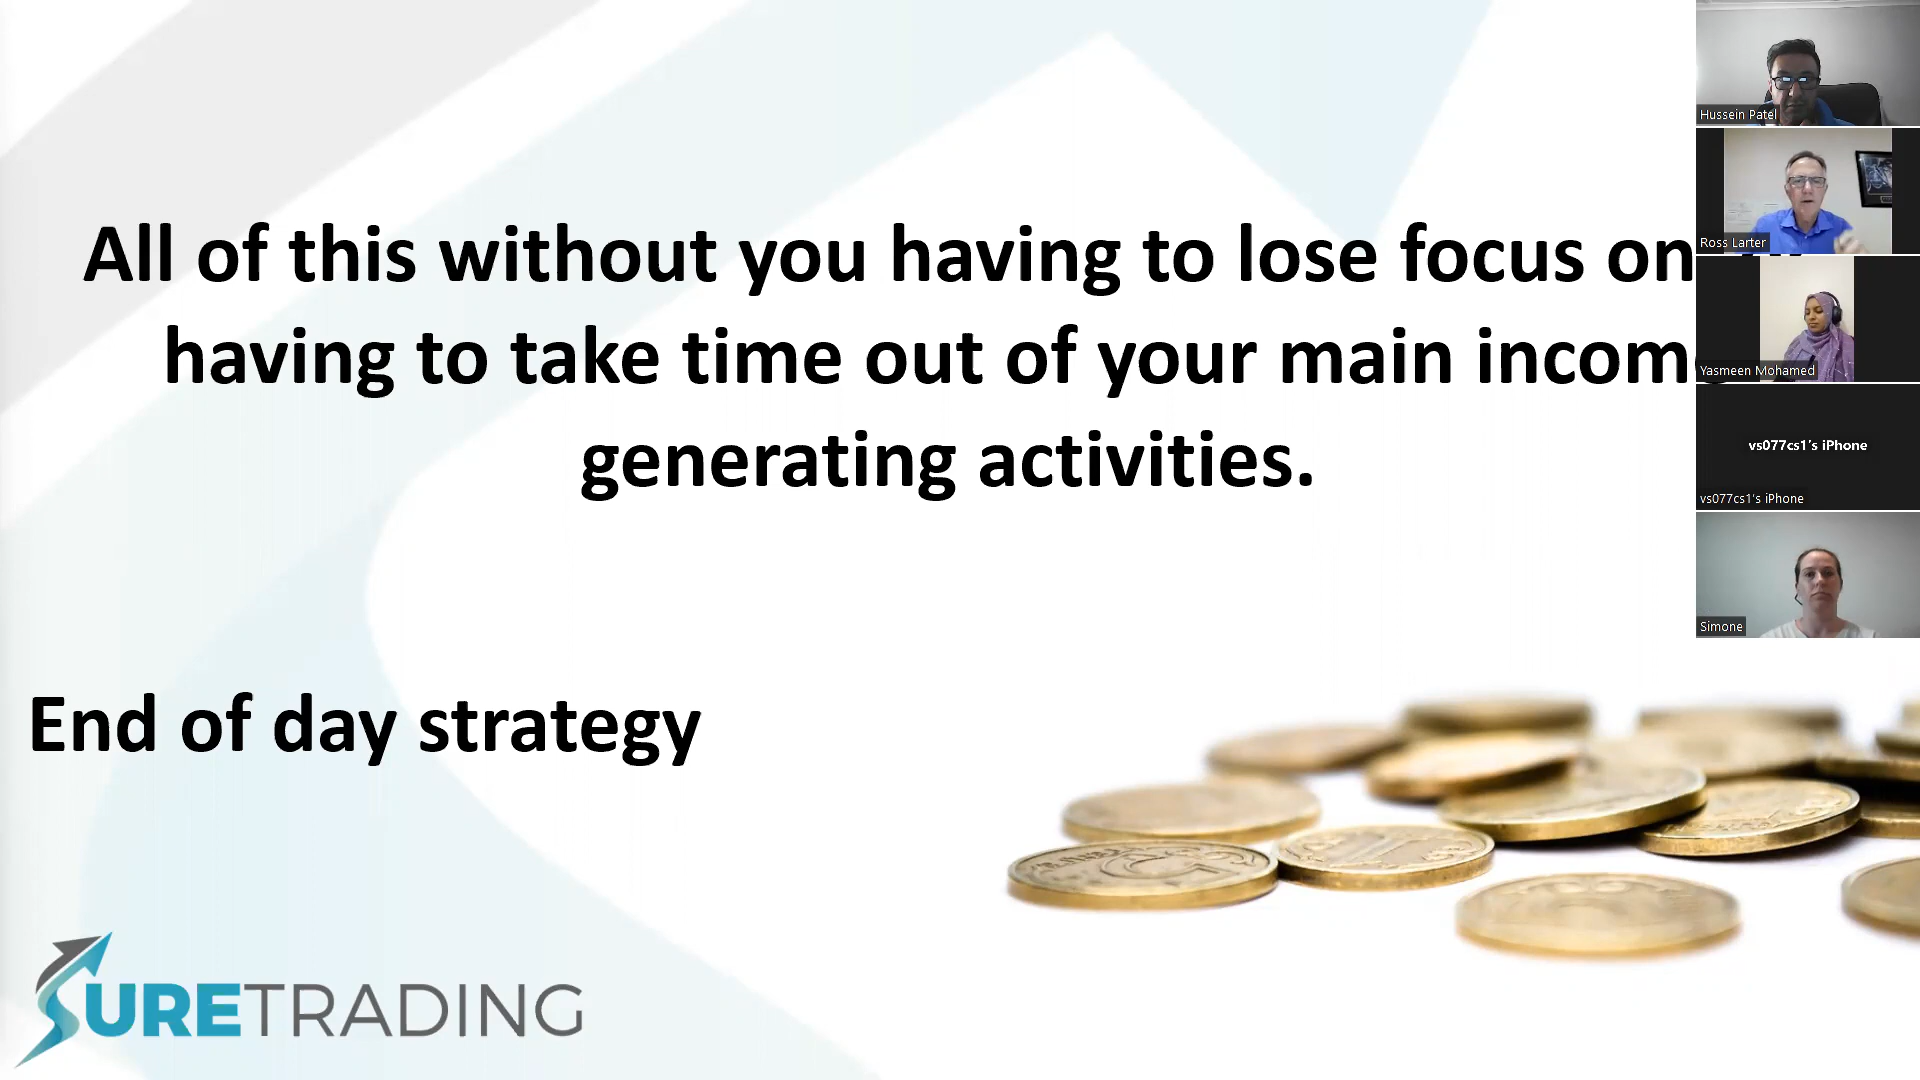 All of this without you having to lose focus on
having to take time out of your main income
generating activities.
End of day strategy
SURETRADING
Hussein Patel
Ross Larter
Yasmeen Mohamed
vs077cs1's iPhone
vs077cs1's iPhone
Simone